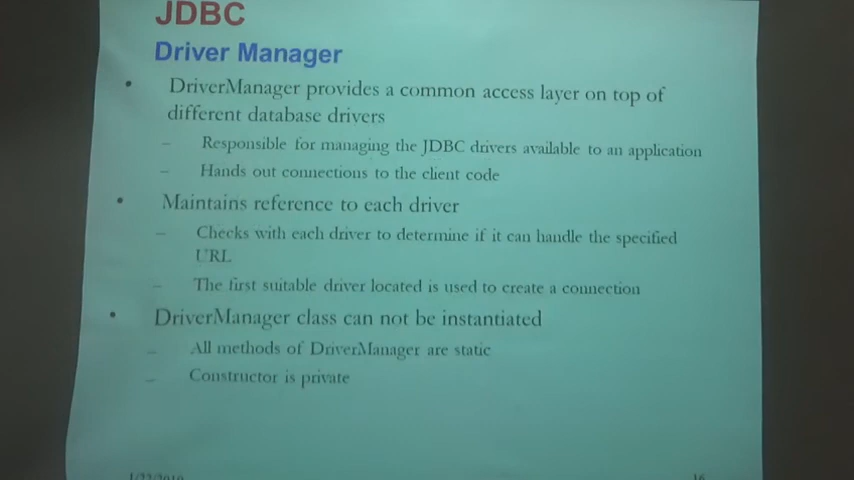 JDBC
Driver Manager
• DriverManager provides a common access layer on top of
different database drivers
– Responsible for managing the JDBC drivers available to an application
– Hands out connections to the client code
• Maintains reference to each driver
– Checks with each driver to determine if it can handle the specified
URL
– The first suitable driver located is used to create a connection
• DriverManager class can not be instantiated
– All methods of DriverManager are static
– Constructor is private
16